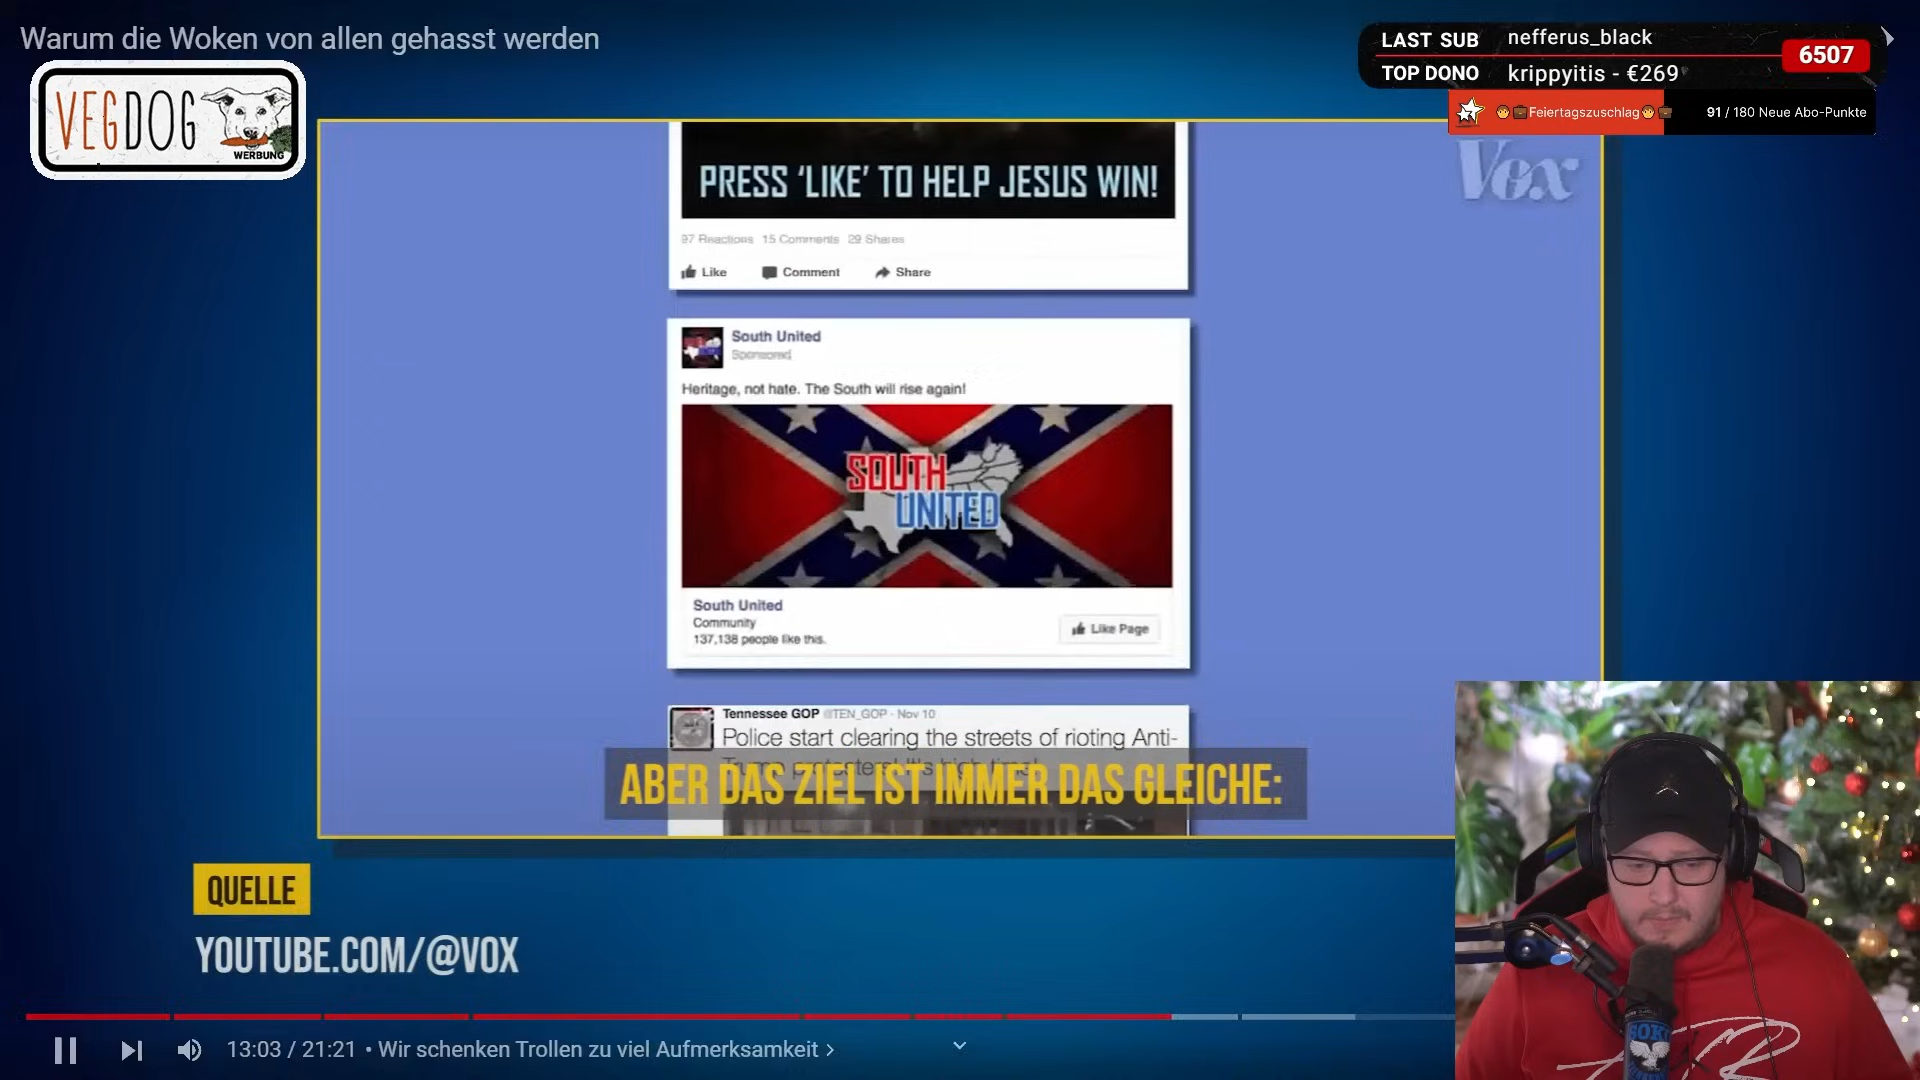 Warum die Woken von allen gehasst werden
LAST SUB nefferus_black
TOP DONO krippyitis - €269
6507
Feiertagszuschlag
91 / 180 Neue Abo-Punkte
VEGDOG
WERBUNG
Vox
PRESS ‘LIKE’ TO HELP JESUS WIN!
97 Reactions 15 Comments 29 Shares
Like Comment Share
South United
Sponsored
Heritage, not hate. The South will rise again!
SOUTH
UNITED
South United
Community
137,138 people like this.
Like Page
Tennessee GOP @TEN_GOP · Nov 10
Police start clearing the streets of rioting Anti-
Trump protesters! It's high time!
ABER DAS ZIEL IST IMMER DAS GLEICHE:
QUELLE
YOUTUBE.COM/@VOX
13:03 / 21:21 • Wir schenken Trollen zu viel Aufmerksamkeit